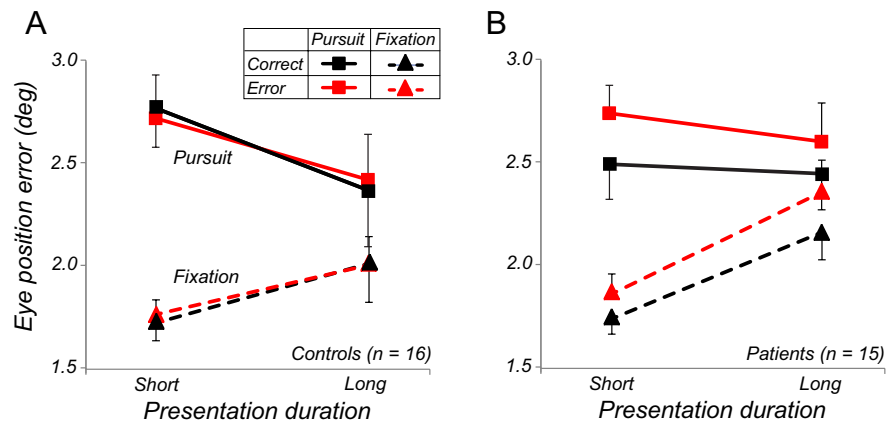 A
B
Pursuit Fixation
Correct
Error
3.0
2.5
2.0
1.5
Eye position error (deg)
Pursuit
Fixation
Controls (n = 16)
Short Long
Presentation duration
3.0
2.5
2.0
1.5
Patients (n = 15)
Short Long
Presentation duration